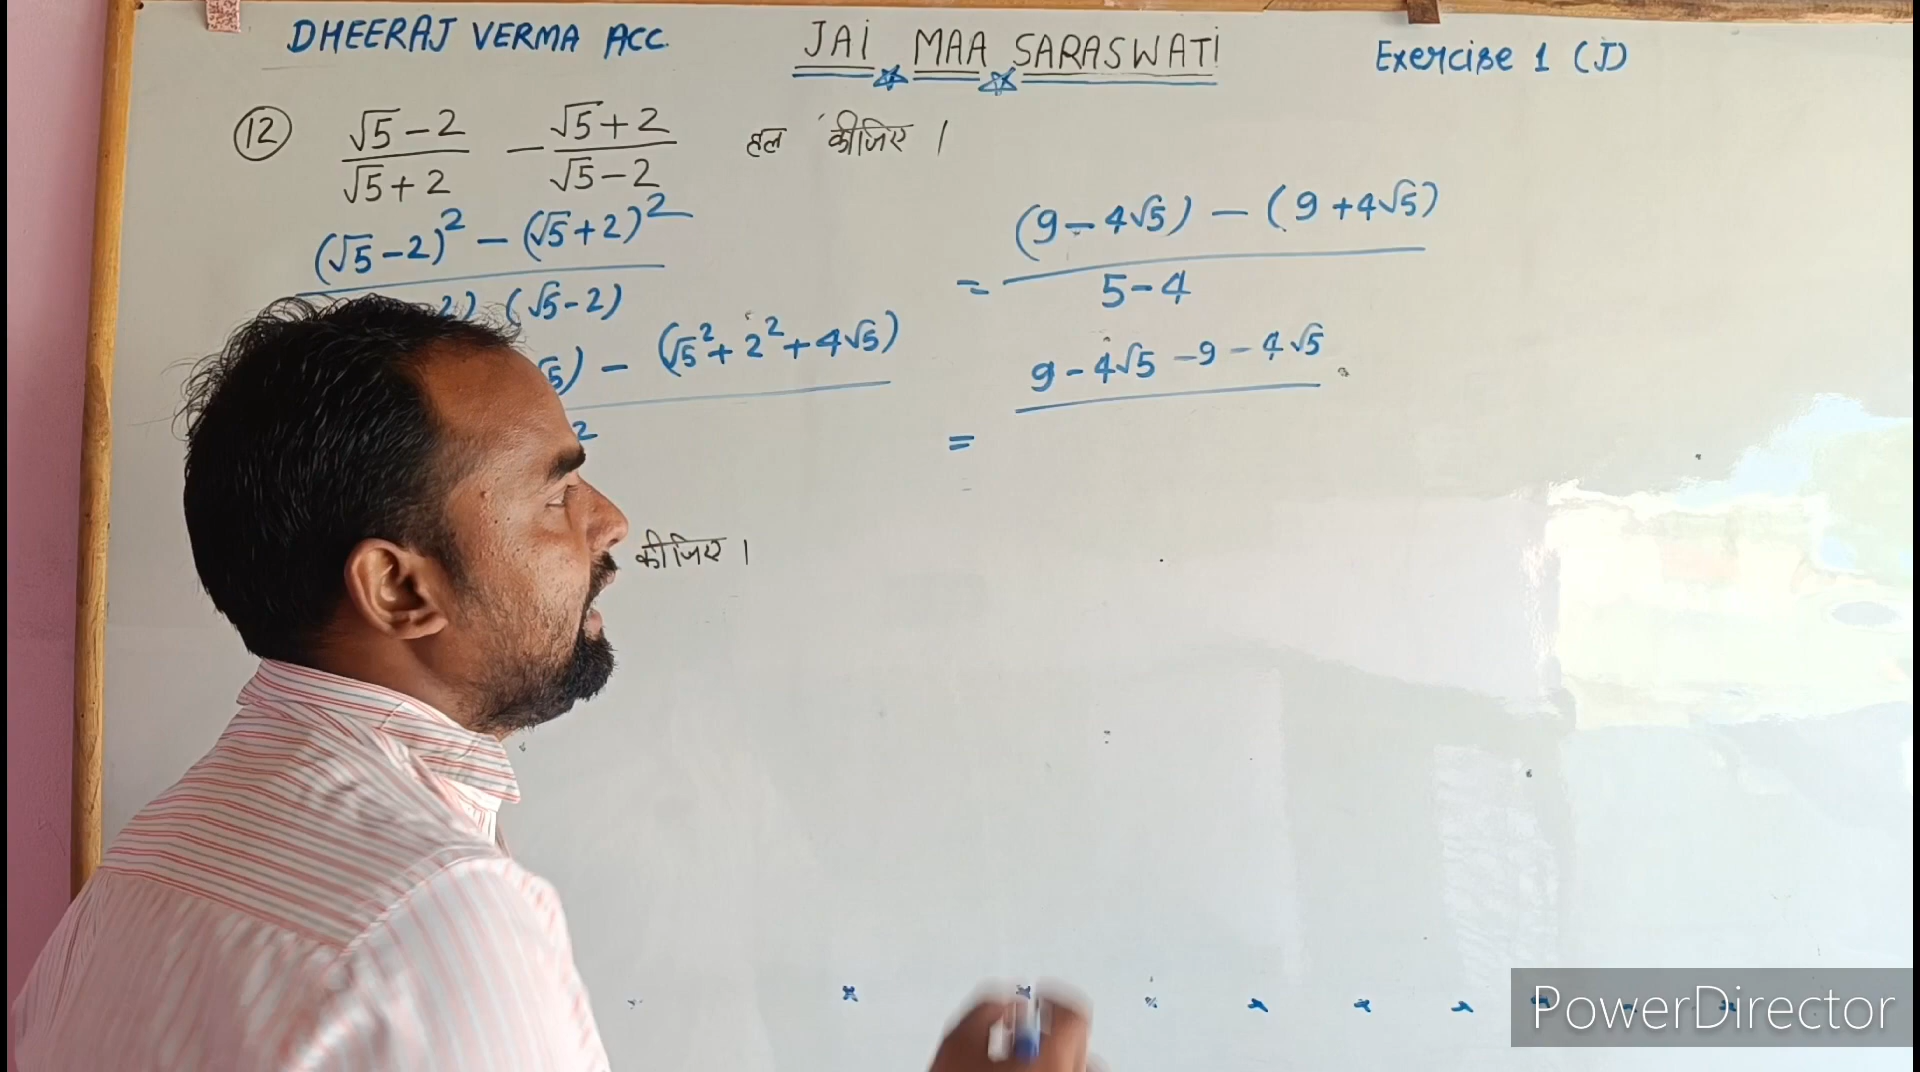 DHEERAJ VERMA ACC.
JAI MAA SARASWATI
Exercise 1 (J)
12 √5-2/√5+2 - √5+2/√5-2 हल कीजिए ।
(√5-2)² - (√5+2)²
2) (√5-2)
√5) - (√5²+2²+4√5)
2
= (9-4√5) - (9+4√5)
5-4
9-4√5-9-4√5
=
कीजिए ।
PowerDirector